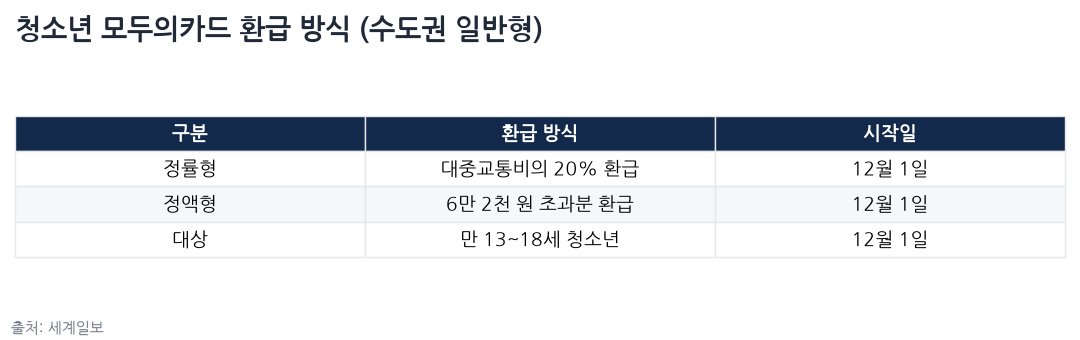 청소년 모두의카드 환급 방식 (수도권 일반형)
구분 환급 방식 시작일
정률형 대중교통비의 20% 환급 12월 1일
정액형 6만 2천 원 초과분 환급 12월 1일
대상 만 13~18세 청소년 12월 1일
출처: 세계일보